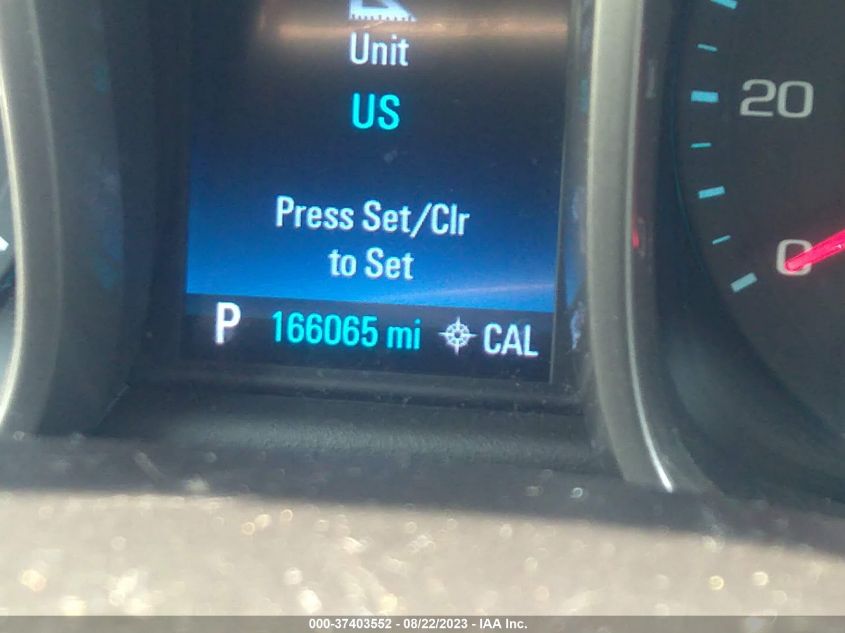 Unit
US
20
Press Set/Clr
to Set
0
P 166065 mi CAL
000-37403552 - 08/22/2023 - IAA Inc.